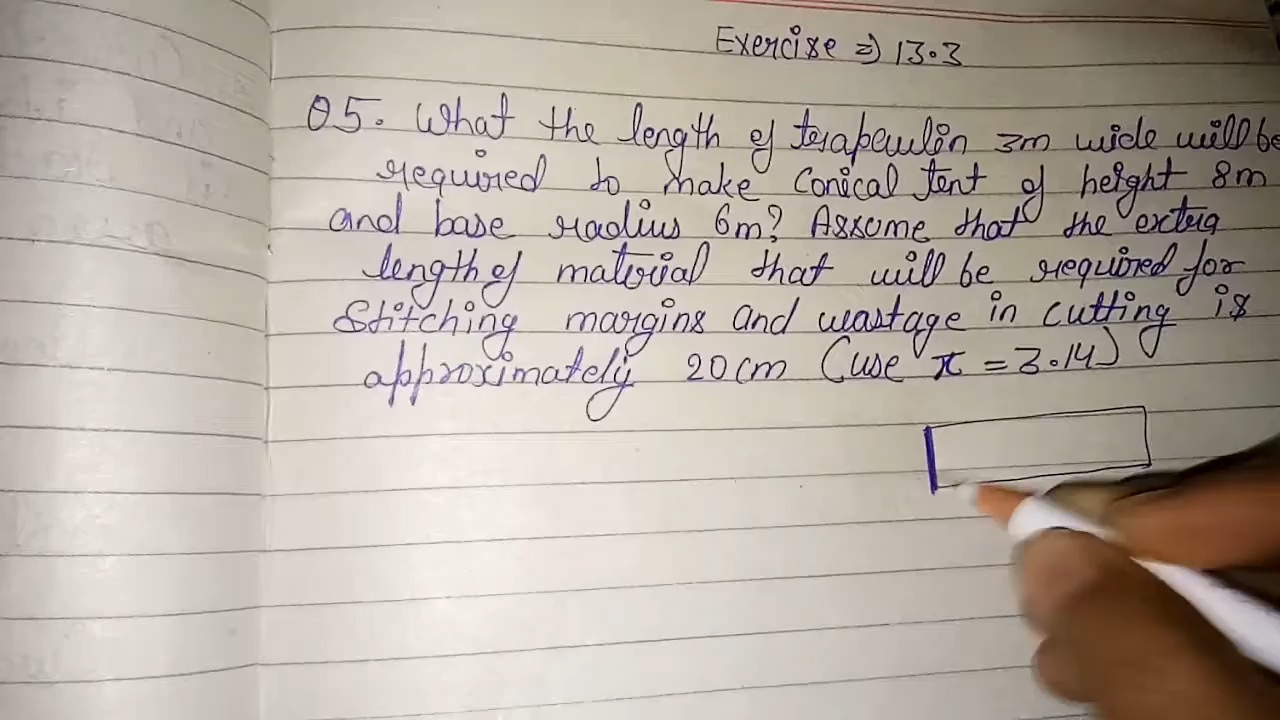 Exercise ⇒ 13.3
Q5. What the length of terapaulin 3m wide will be
required to make Conical tent of height 8m
and base radius 6m? Assume that the extra
length of material that will be required for
Stitching margins and wastage in cutting is
approximately 20cm (use π = 3.14)